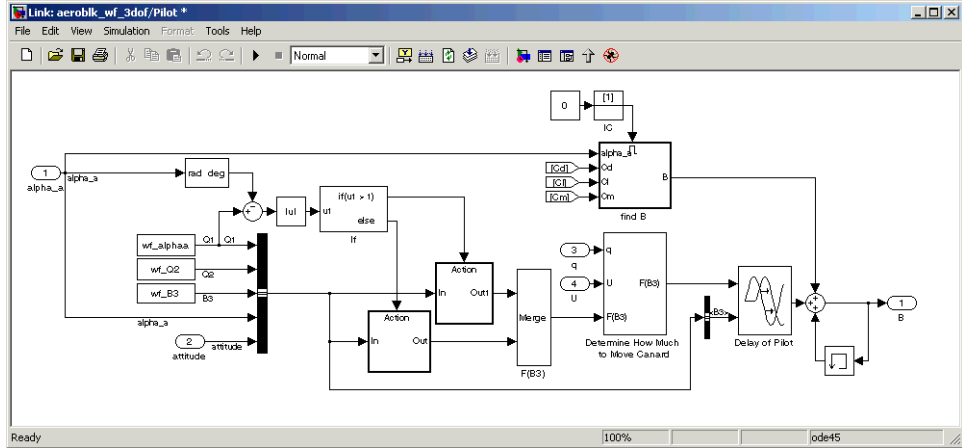 Link: aeroblk_wf_3dof/Pilot *
File Edit View Simulation Format Tools Help
Normal
0
[1]
IC
alpha_a
Cd
Cl
Cm
B
[Cd]
[Cl]
[Cm]
find B
1
alpha_a
alpha_a
rad deg
|u|
u1
if(u1 > 1)
else
If
wf_alphaa
Q1
Q1
wf_Q2
Q2
wf_B3
B3
alpha_a
2
attitude
attitude
Action
In
Out1
Action
In
Out
Merge
F(B3)
3
q
4
U
q
U
F(B3)
F(B3)
Determine How Much
to Move Canard
<B3>
Delay of Pilot
1
B
Ready
100%
ode45